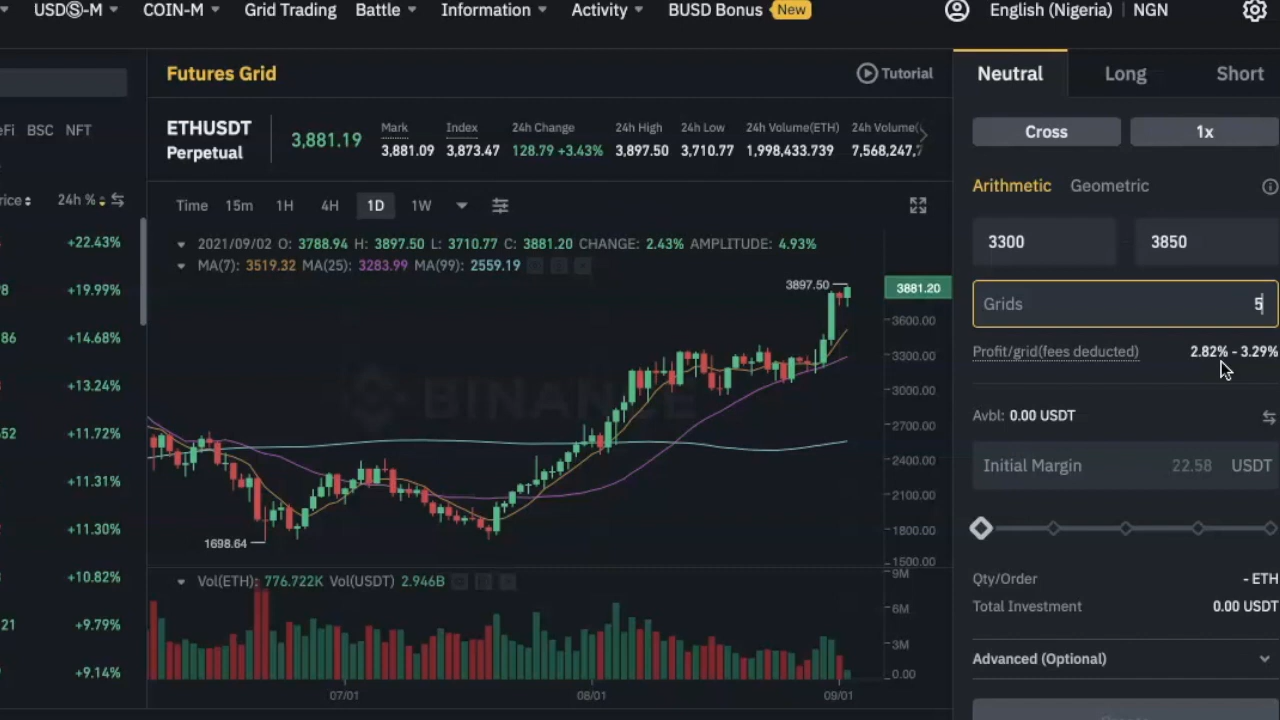 USDⓈ-M COIN-M Grid Trading Battle Information Activity BUSD Bonus New English (Nigeria) NGN
Futures Grid Tutorial
Neutral Long Short
BSC NFT
ETHUSDT Perpetual 3,881.19
Mark 3,881.09
Index 3,873.47
24h Change 128.79 +3.43%
24h High 3,897.50
24h Low 3,710.77
24h Volume(ETH) 1,998,433.739
24h Volume( 7,568,247,
Cross 1x
Arithmetic Geometric
3300 3850
Grids 5
Profit/grid(fees deducted) 2.82% - 3.29%
Avbl: 0.00 USDT
Initial Margin 22.58 USDT
Qty/Order - ETH
Total Investment 0.00 USDT
Advanced (Optional)
24h %
+22.43%
+19.99%
+14.68%
+13.24%
+11.72%
+11.31%
+11.30%
+10.82%
+9.79%
+9.14%
Time 15m 1H 4H 1D 1W
2021/09/02 O: 3788.94 H: 3897.50 L: 3710.77 C: 3881.20 CHANGE: 2.43% AMPLITUDE: 4.93%
MA(7): 3519.32 MA(25): 3283.99 MA(99): 2559.19
3897.50
3881.20
3600.00
3300.00
3000.00
2700.00
2400.00
2100.00
1800.00
1500.00
BINANCE
1698.64
Vol(ETH): 776.722K Vol(USDT) 2.946B
9M
6M
3M
0.00
07/01 08/01 09/01